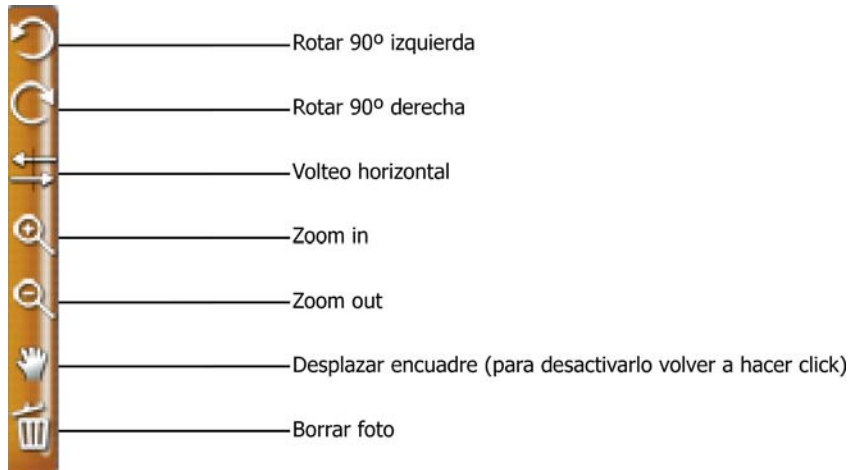 Rotar 90º izquierda
Rotar 90º derecha
Volteo horizontal
Zoom in
Zoom out
Desplazar encuadre (para desactivarlo volver a hacer click)
Borrar foto